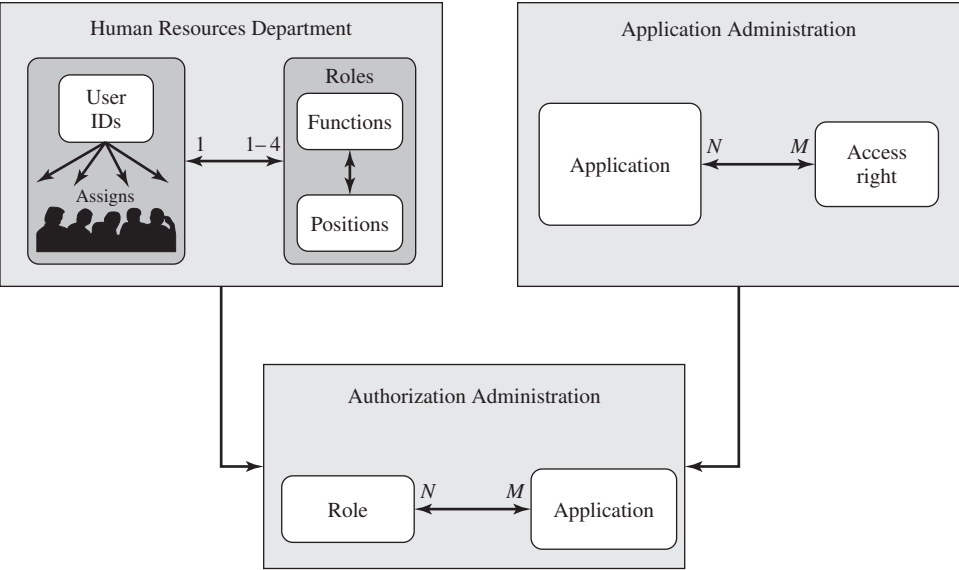 Human Resources Department
User
IDs
Assigns
1
1–4
Roles
Functions
Positions
Application Administration
Application
N
M
Access
right
Authorization Administration
Role
N
M
Application